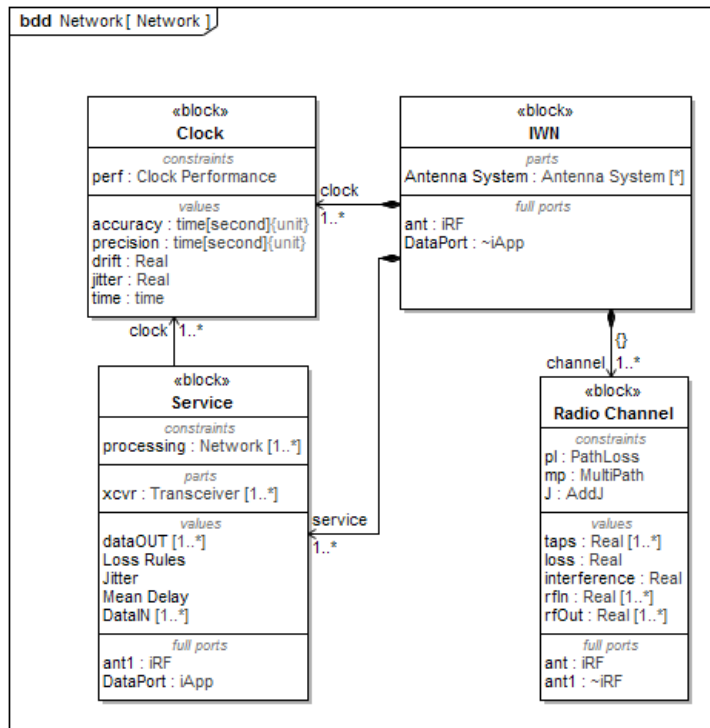 bdd Network[ Network ]
«block»
Clock
constraints
perf : Clock Performance
values
accuracy : time[second]{unit}
precision : time[second]{unit}
drift : Real
jitter : Real
time : time
«block»
IWN
parts
Antenna System : Antenna System [*]
full ports
ant : iRF
DataPort : ~iApp
clock
1..*
clock
1..*
{}
channel
1..*
service
1..*
«block»
Service
constraints
processing : Network [1..*]
parts
xcvr : Transceiver [1..*]
values
dataOUT [1..*]
Loss Rules
Jitter
Mean Delay
DataIN [1..*]
full ports
ant1 : iRF
DataPort : iApp
«block»
Radio Channel
constraints
pl : PathLoss
mp : MultiPath
J : AddJ
values
taps : Real [1..*]
loss : Real
interference : Real
rfIn : Real [1..*]
rfOut : Real [1..*]
full ports
ant : iRF
ant1 : ~iRF